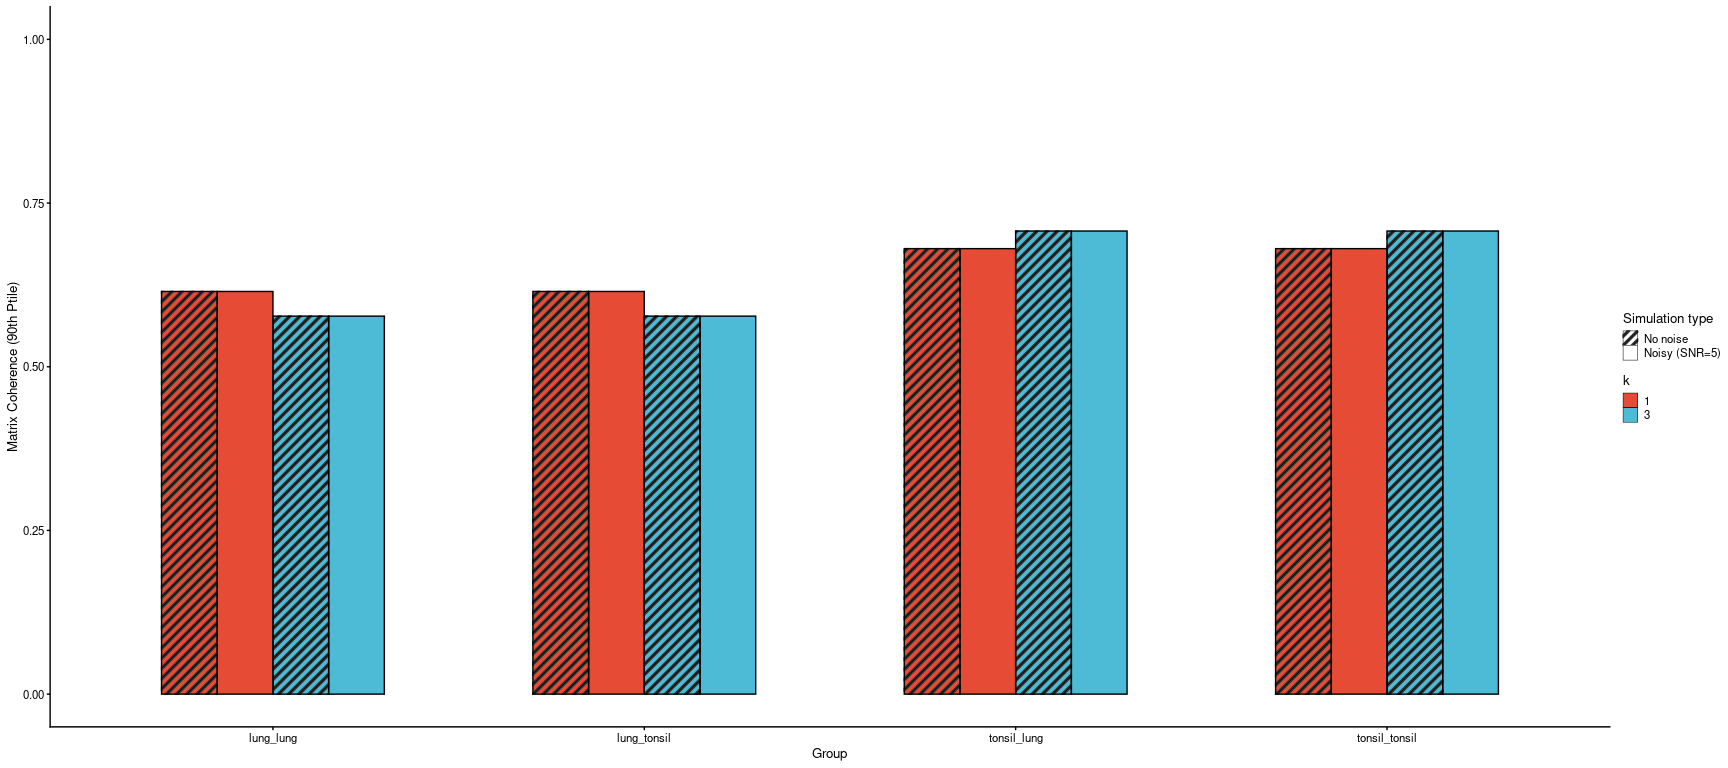 Matrix Coherence (90th Ptile)
1.00
0.75
0.50
0.25
0.00
lung_lung
lung_tonsil
tonsil_lung
tonsil_tonsil
Group
Simulation type
No noise
Noisy (SNR=5)
k
1
3